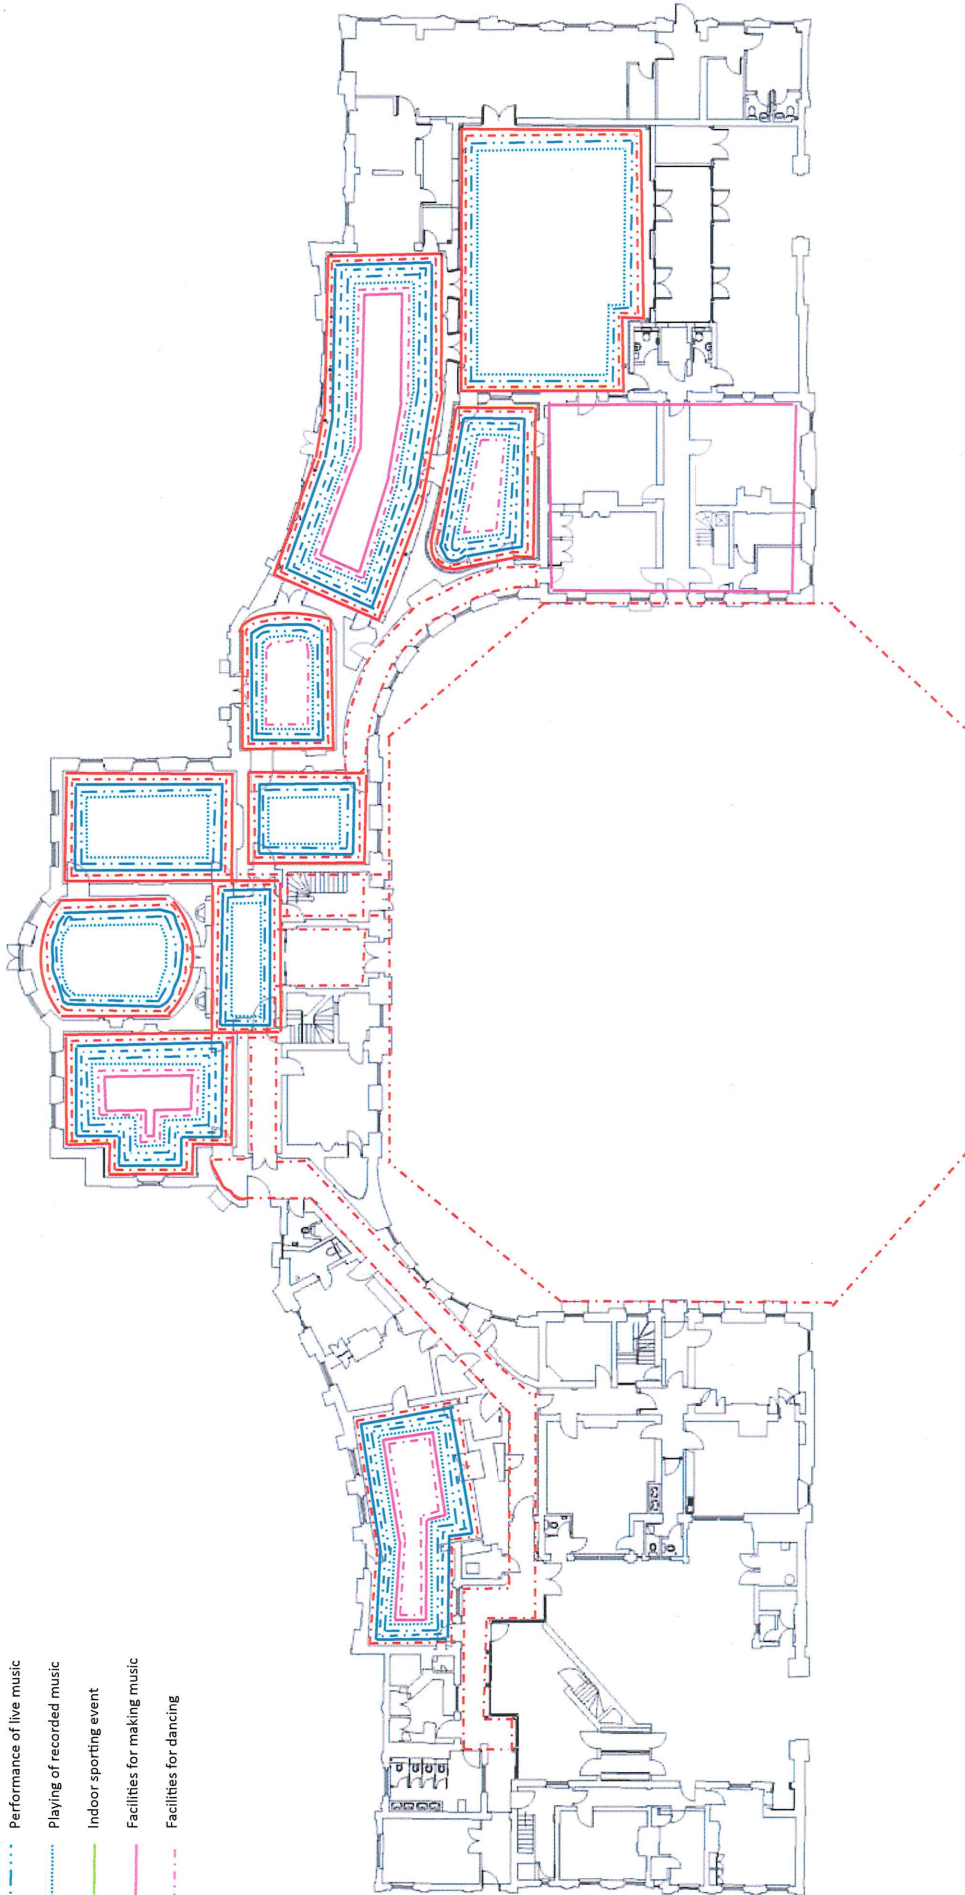 Performance of live music
Playing of recorded music
Indoor sporting event
Facilities for making music
Facilities for dancing